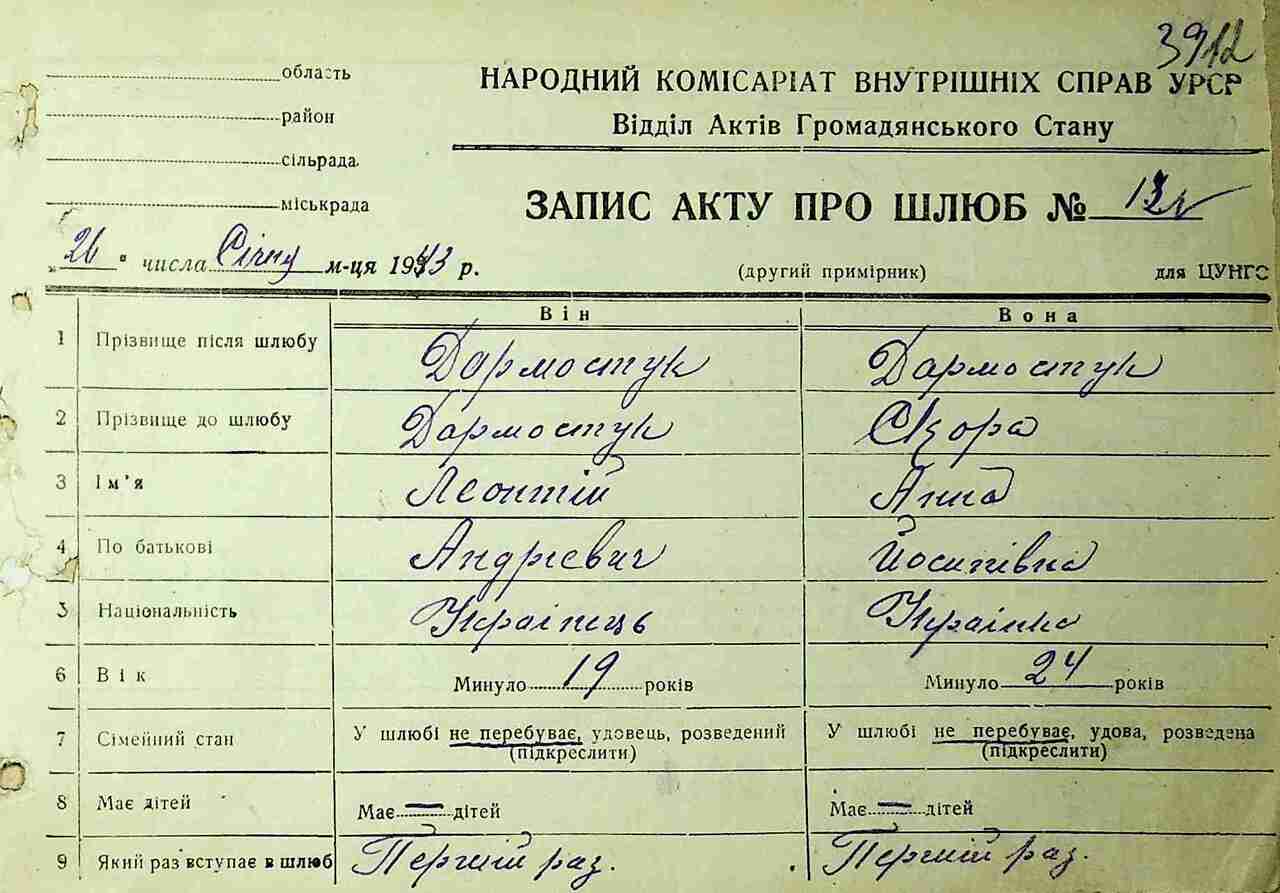 3912
область
район
сільрада
міськрада
НАРОДНИЙ КОМІСАРІАТ ВНУТРІШНІХ СПРАВ УРСР
Відділ Актів Громадянського Стану
ЗАПИС АКТУ ПРО ШЛЮБ №
„26" числа Січня м-ця 1943 р.
(другий примірник)
для ЦУНГО
Він Вона
1 Прізвище після шлюбу Дармостук Дармостук
2 Прізвище до шлюбу Дармостук
3 Ім'я Леонтій Анна
4 По батькові Андрієвич Йосипівна
5 Національність Українець Українка
6 Вік Минуло 19 років Минуло 24 років
7 Сімейний стан У шлюбі не перебуває, удовець, розведений У шлюбі не перебуває, удова, розведена
(підкреслити) (підкреслити)
8 Має дітей Має — дітей Має — дітей
9 Який раз вступає в шлюб Перший раз. Перший раз.